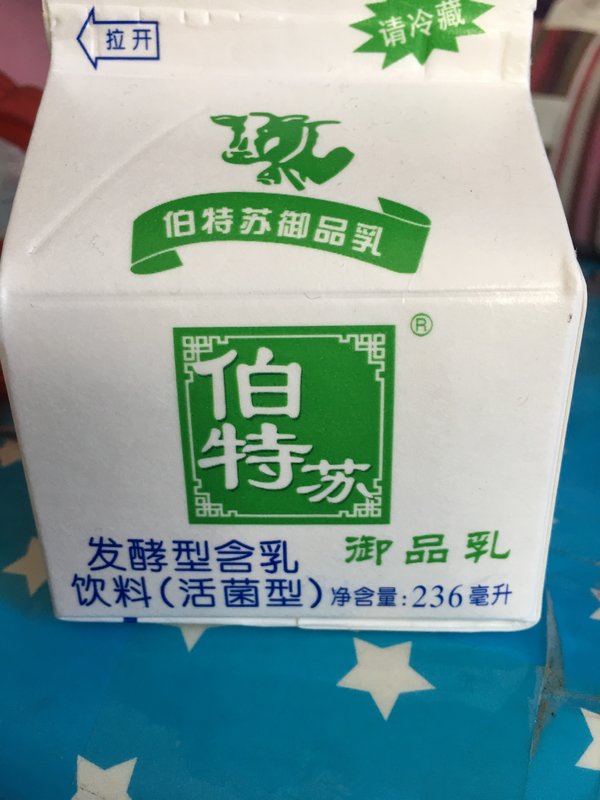 拉开
请冷藏
伯特苏御品乳
®
伯
特苏
御品乳
发酵型含乳
饮料(活菌型)净含量:236毫升